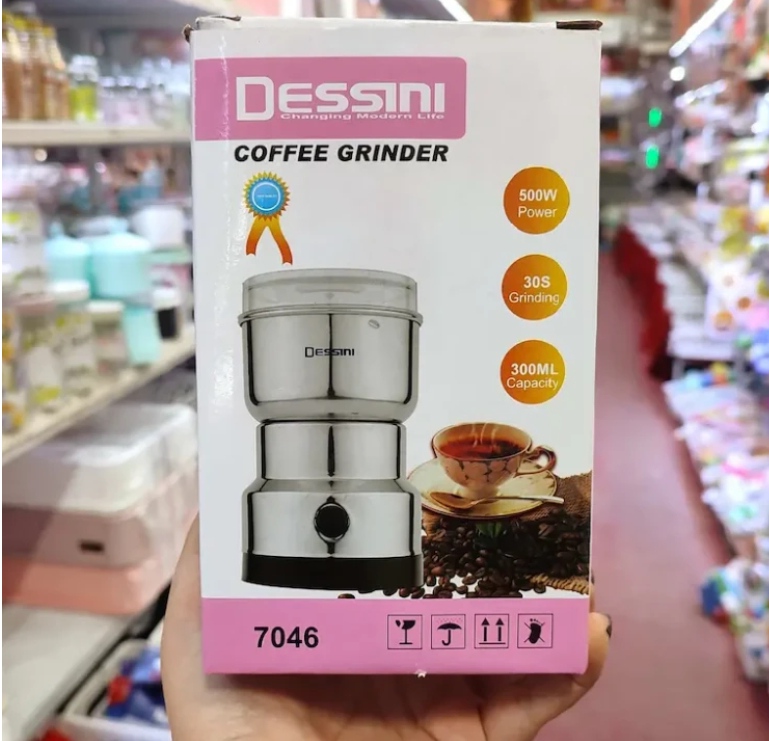 DESSINI
Changing Modern Life
COFFEE GRINDER
500W
Power
30S
Grinding
300ML
Capacity
DESSINI
7046